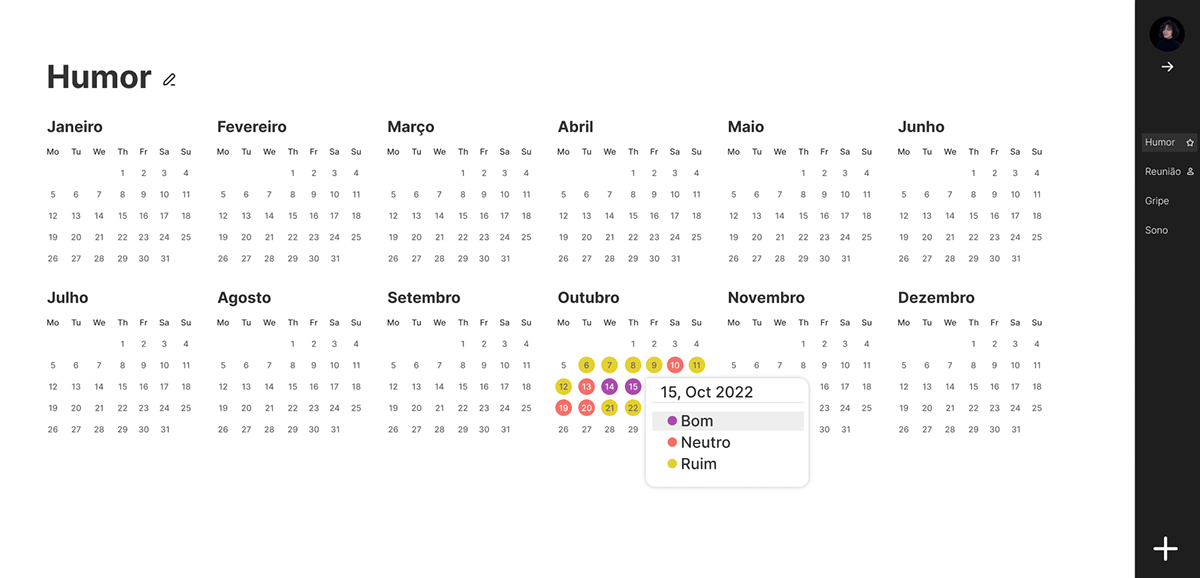 Humor
Janeiro Fevereiro Março Abril Maio Junho
Mo Tu We Th Fr Sa Su Mo Tu We Th Fr Sa Su Mo Tu We Th Fr Sa Su Mo Tu We Th Fr Sa Su Mo Tu We Th Fr Sa Su Mo Tu We Th Fr Sa Su
1 2 3 4 1 2 3 4 1 2 3 4 1 2 3 4 1 2 3 4 1 2 3 4
5 6 7 8 9 10 11 5 6 7 8 9 10 11 5 6 7 8 9 10 11 5 6 7 8 9 10 11 5 6 7 8 9 10 11 5 6 7 8 9 10 11
12 13 14 15 16 17 18 12 13 14 15 16 17 18 12 13 14 15 16 17 18 12 13 14 15 16 17 18 12 13 14 15 16 17 18 12 13 14 15 16 17 18
19 20 21 22 23 24 25 19 20 21 22 23 24 25 19 20 21 22 23 24 25 19 20 21 22 23 24 25 19 20 21 22 23 24 25 19 20 21 22 23 24 25
26 27 28 29 30 31 26 27 28 29 30 31 26 27 28 29 30 31 26 27 28 29 30 31 26 27 28 29 30 31 26 27 28 29 30 31
Julho Agosto Setembro Outubro Novembro Dezembro
Mo Tu We Th Fr Sa Su Mo Tu We Th Fr Sa Su Mo Tu We Th Fr Sa Su Mo Tu We Th Fr Sa Su Mo Tu We Th Fr Sa Su Mo Tu We Th Fr Sa Su
1 2 3 4 1 2 3 4 1 2 3 4 1 2 3 4 1 2 3 4 1 2 3 4
5 6 7 8 9 10 11 5 6 7 8 9 10 11 5 6 7 8 9 10 11 5 6 7 8 9 10 11 5 6 7 8 9 10 11 5 6 7 8 9 10 11
12 13 14 15 16 17 18 12 13 14 15 16 17 18 12 13 14 15 16 17 18 12 13 14 15 16 17 18 12 13 14 15 16 17 18
19 20 21 22 23 24 25 19 20 21 22 23 24 25 19 20 21 22 23 24 25 19 20 21 22 23 24 25 19 20 21 22 23 24 25
26 27 28 29 30 31 26 27 28 29 30 31 26 27 28 29 30 31 26 27 28 29 30 31 26 27 28 29 30 31
15, Oct 2022
Bom
Neutro
Ruim
Humor
Reunião
Gripe
Sono